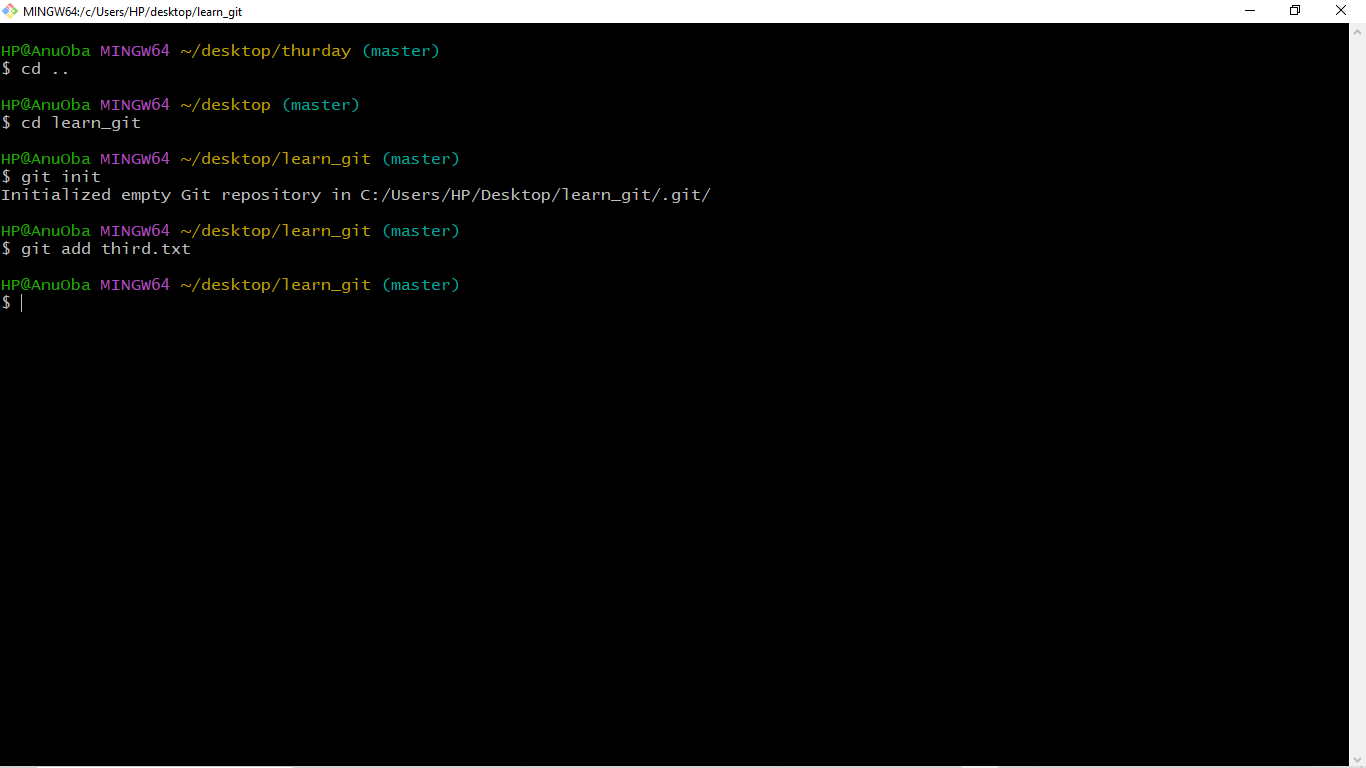 MINGW64:/c/Users/HP/desktop/learn_git
HP@AnuOba MINGW64 ~/desktop/thurday (master)
$ cd ..
HP@AnuOba MINGW64 ~/desktop (master)
$ cd learn_git
HP@AnuOba MINGW64 ~/desktop/learn_git (master)
$ git init
Initialized empty Git repository in C:/Users/HP/Desktop/learn_git/.git/
HP@AnuOba MINGW64 ~/desktop/learn_git (master)
$ git add third.txt
HP@AnuOba MINGW64 ~/desktop/learn_git (master)
$